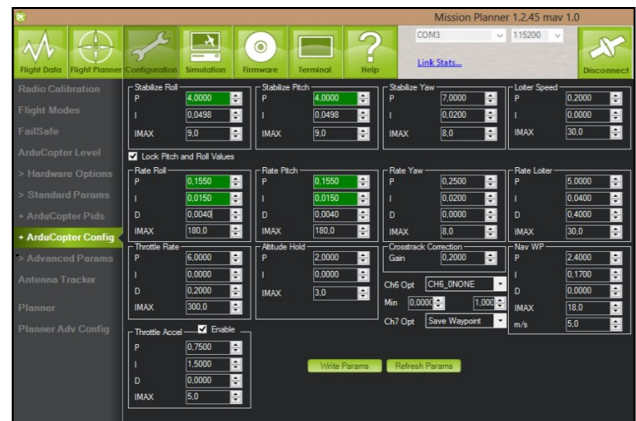 Mission Planner 1.2.45 mav 1.0
Flight Data Flight Planner Configuration Simulation Firmware Terminal Help COM3 115200 Link Stats... Disconnect
Radio Calibration
Flight Modes
FailSafe
ArduCopter Level
> Hardware Options
> Standard Params
+ ArduCopter Pids
+ ArduCopter Config
> Advanced Params
Antenna Tracker
Planner
Planner Adv Config
Stabilize Roll
P 4,0000
I 0,0498
IMAX 9,0
Stabilize Pitch
P 4,0000
I 0,0498
IMAX 9,0
Stabilize Yaw
P 7,0000
I 0,0200
IMAX 8,0
Loiter Speed
P 0,2000
I 0,0000
IMAX 30,0
Lock Pitch and Roll Values
Rate Roll
P 0,1550
I 0,0150
D 0,0040
IMAX 180,0
Rate Pitch
P 0,1550
I 0,0150
D 0,0040
IMAX 180,0
Rate Yaw
P 0,2500
I 0,0200
D 0,0000
IMAX 8,0
Rate Loiter
P 5,0000
I 0,0400
D 0,4000
IMAX 30,0
Throttle Rate
P 6,0000
I 0,0000
D 0,2000
IMAX 300,0
Altitude Hold
P 2,0000
I 0,0000
IMAX 3,0
Crosstrack Correction
Gain 0,2000
Ch6 Opt CH6_0NONE
Min 0,0000 1,000
Ch7 Opt Save Waypoint
Nav WP
P 2,4000
I 0,1700
D 0,0000
IMAX 18,0
m/s 5,0
Throttle Accel Enable
P 0,7500
I 1,5000
D 0,0000
IMAX 5,0
Write Params Refresh Params